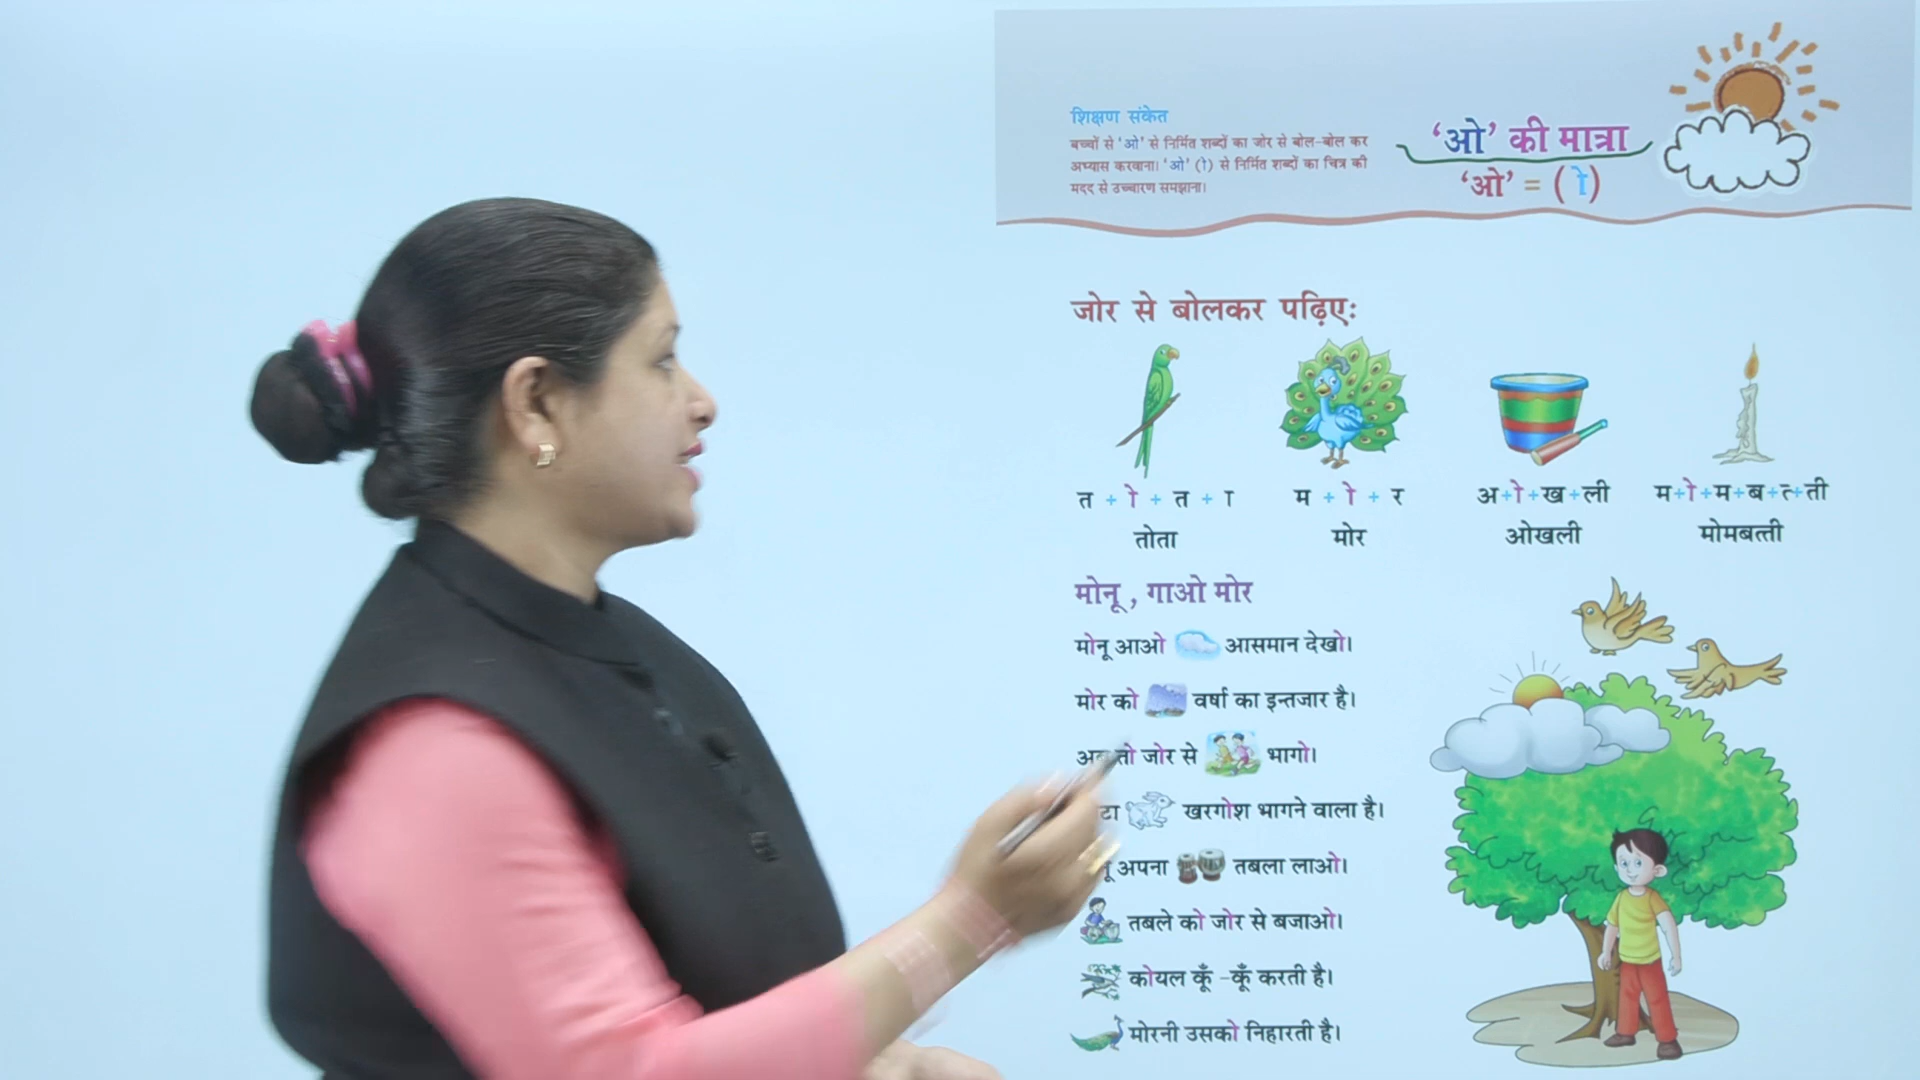 शिक्षण संकेत
बच्चों से ‘ओ’ से निर्मित शब्दों का जोर से बोल-बोल कर
अभ्यास करवाना। ‘ओ’ (ो) से निर्मित शब्दों का चित्र की
मदद से उच्चारण समझाना।
‘ओ’ की मात्रा
‘ओ’ = (ो)
जोर से बोलकर पढ़िएः
त + ो + त + ा
म + ो + र
अ+ो+ख+ली
म+ो+म+ब+त्+ती
तोता
मोर
ओखली
मोमबत्ती
मोनू , गाओ मोर
मोनू आओ आसमान देखो।
मोर को वर्षा का इन्तजार है।
तो जोर से भागो।
खरगोश भागने वाला है।
अपना तबला लाओ।
तबले को जोर से बजाओ।
कोयल कूँ -कूँ करती है।
मोरनी उसको निहारती है।